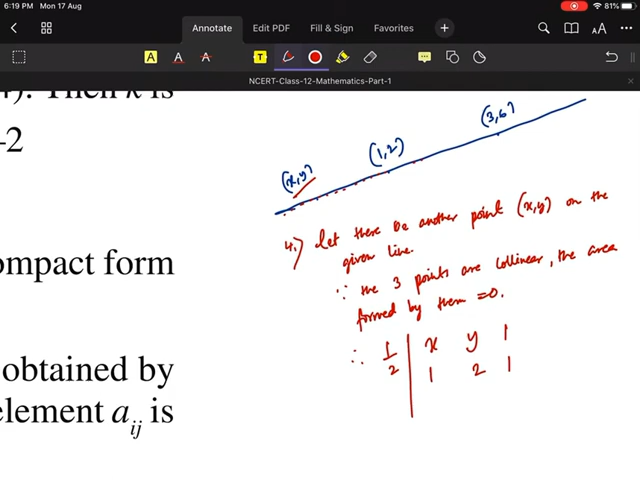 6:19 PM Mon 17 Aug
81%
Annotate
Edit PDF
Fill & Sign
Favorites
NCERT-Class-12-Mathematics-Part-1
Then k is
-2
ompact form
obtained by
element aij is
(3,6)
(1,2)
(x,y)
4.) Let there be another point (x,y) on the
given line.
∵ the 3 points are collinear, the area
formed by them =0.
∴ 1/2 | x y 1
1 2 1